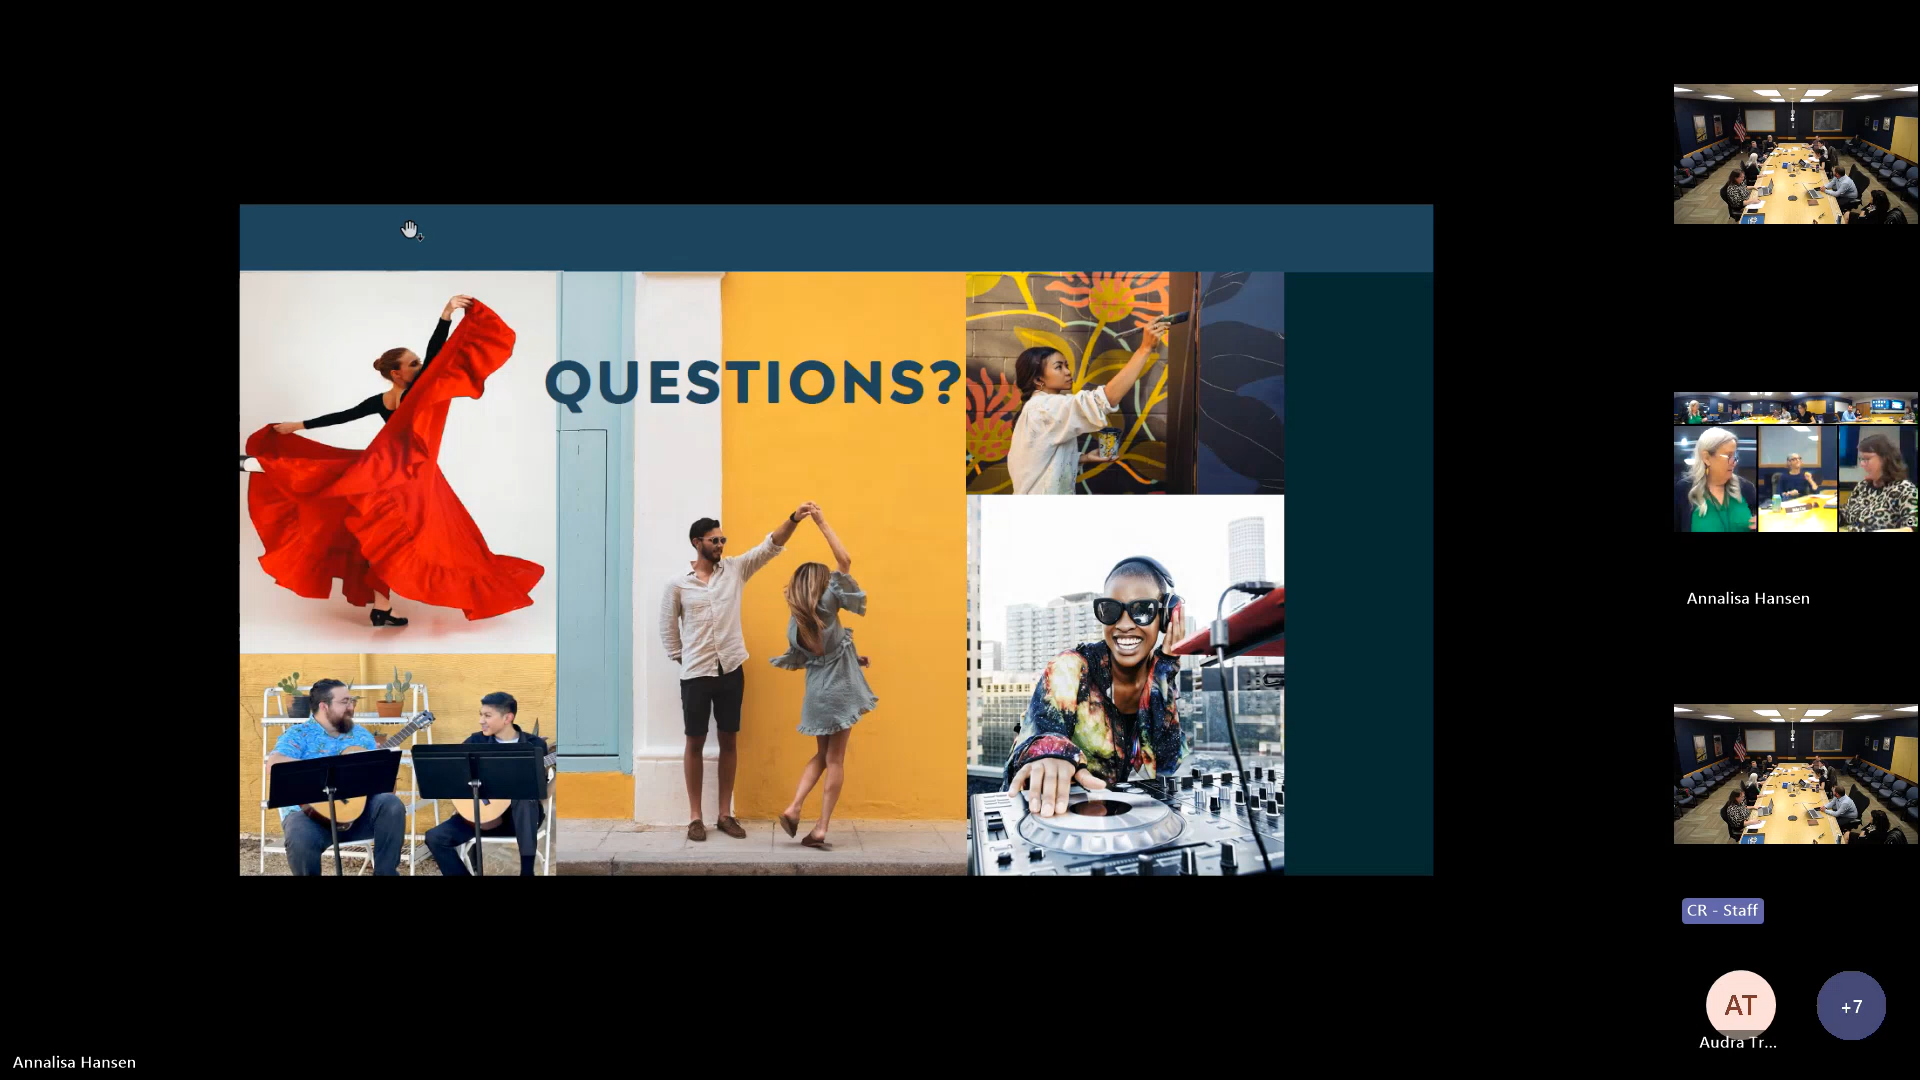 QUESTIONS?
Annalisa Hansen
CR - Staff
AT
+7
Audra Tr...
Annalisa Hansen